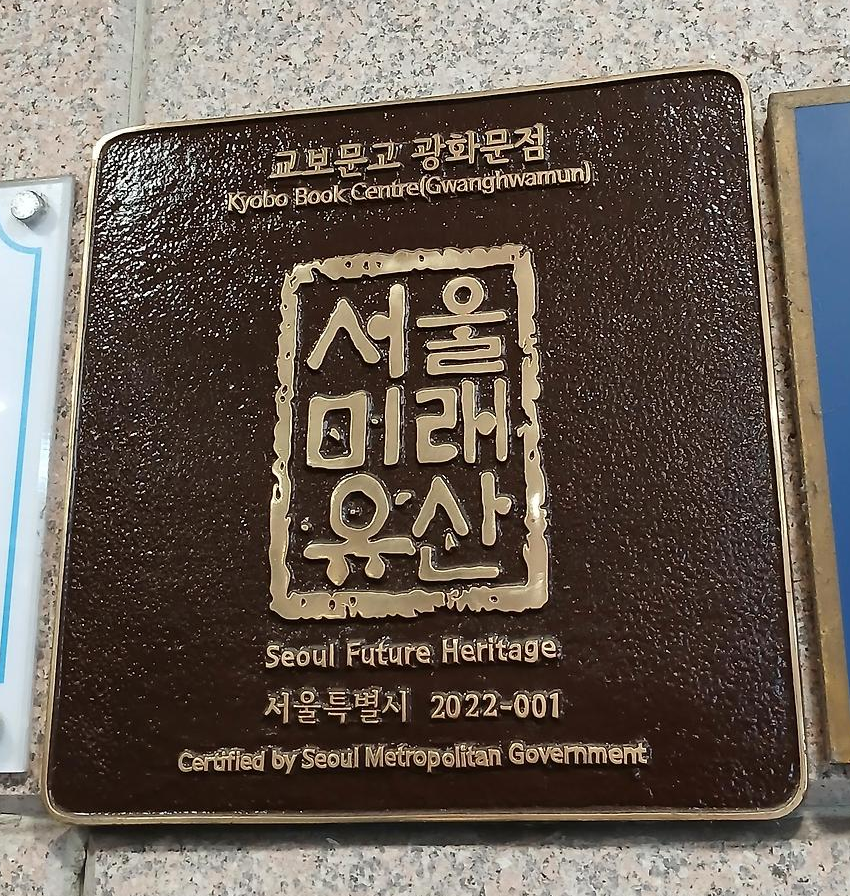 교보문고 광화문점
Kyobo Book Centre(Gwanghwamun)
서울
미래
유산
Seoul Future Heritage
서울특별시 2022-001
Certified by Seoul Metropolitan Government